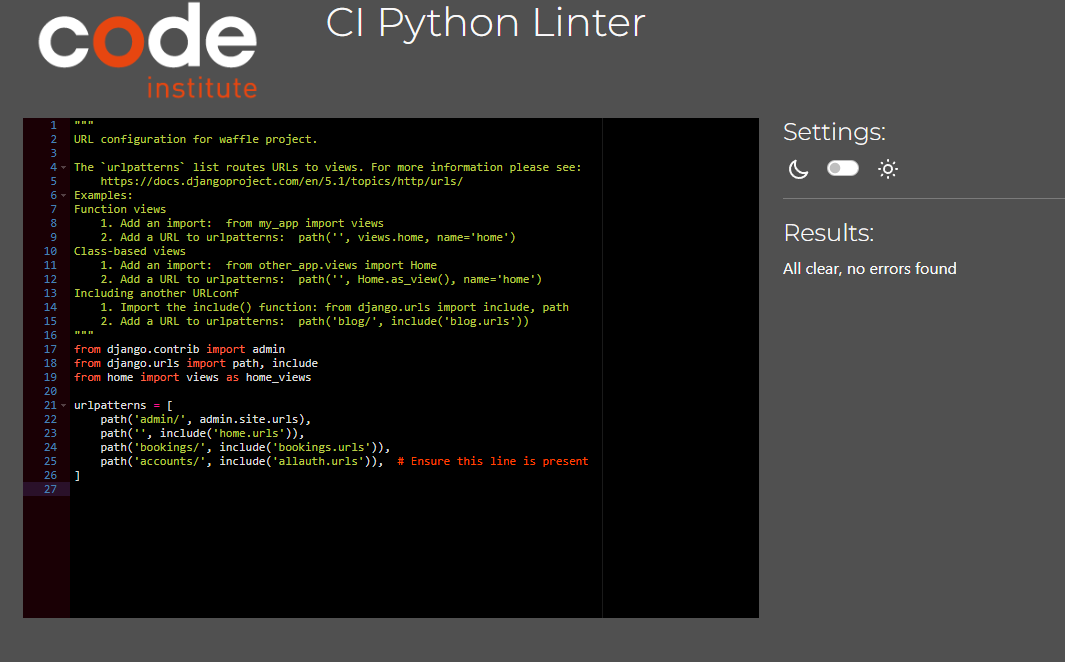 code
institute
CI Python Linter
1 """
2 URL configuration for waffle project.
3
4 The `urlpatterns` list routes URLs to views. For more information please see:
5     https://docs.djangoproject.com/en/5.1/topics/http/urls/
6 Examples:
7 Function views
8     1. Add an import:  from my_app import views
9     2. Add a URL to urlpatterns:  path('', views.home, name='home')
10 Class-based views
11     1. Add an import:  from other_app.views import Home
12     2. Add a URL to urlpatterns:  path('', Home.as_view(), name='home')
13 Including another URLconf
14     1. Import the include() function: from django.urls import include, path
15     2. Add a URL to urlpatterns:  path('blog/', include('blog.urls'))
16 """
17 from django.contrib import admin
18 from django.urls import path, include
19 from home import views as home_views
20
21 urlpatterns = [
22     path('admin/', admin.site.urls),
23     path('', include('home.urls')),
24     path('bookings/', include('bookings.urls')),
25     path('accounts/', include('allauth.urls')),  # Ensure this line is present
26 ]
27
Settings:
Results:
All clear, no errors found